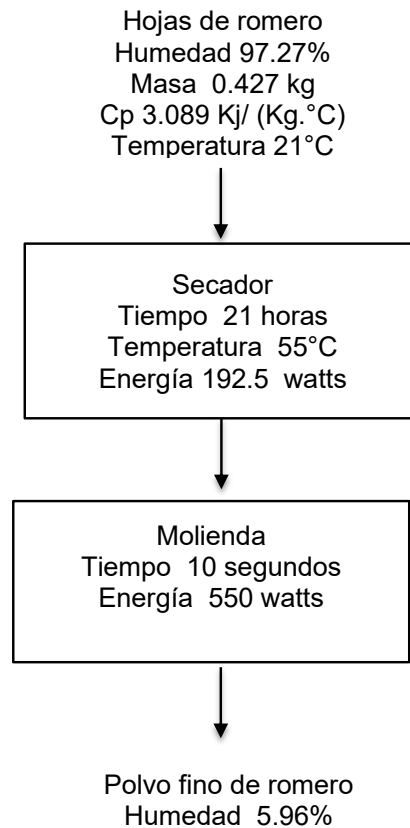 Hojas de romero
Humedad 97.27%
Masa 0.427 kg
Cp 3.089 Kj/ (Kg.°C)
Temperatura 21°C
Secador
Tiempo 21 horas
Temperatura 55°C
Energía 192.5 watts
Molienda
Tiempo 10 segundos
Energía 550 watts
Polvo fino de romero
Humedad 5.96%